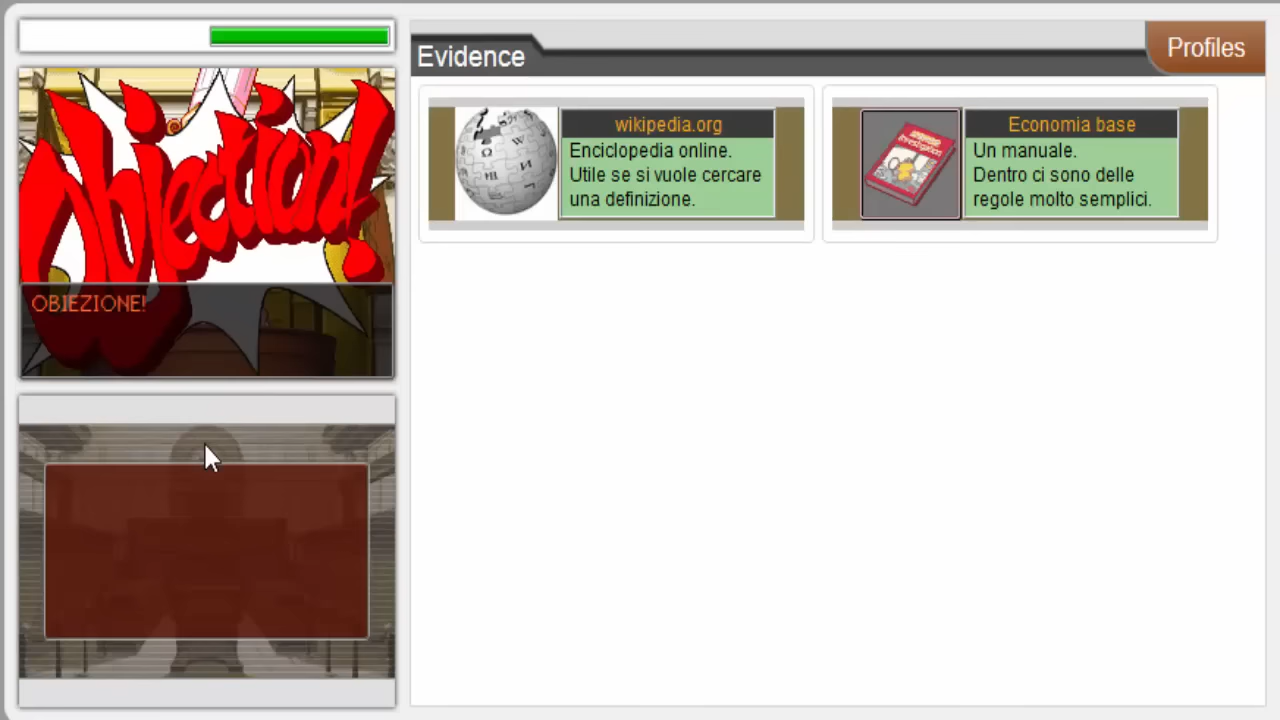 Objection!
OBIEZIONE!
Evidence
Profiles
wikipedia.org
Enciclopedia online.
Utile se si vuole cercare
una definizione.
Economia base
Un manuale.
Dentro ci sono delle
regole molto semplici.